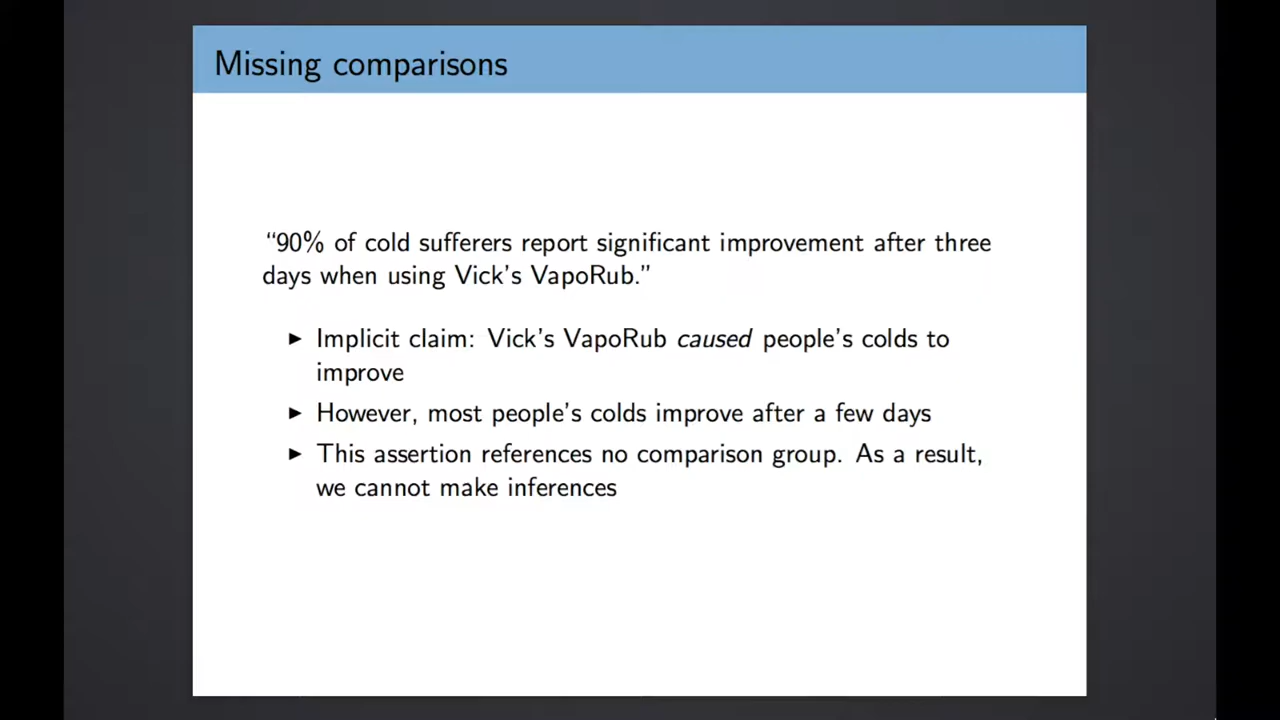 Missing comparisons
“90% of cold sufferers report significant improvement after three
days when using Vick’s VapoRub.”
▶ Implicit claim: Vick’s VapoRub caused people’s colds to
improve
▶ However, most people’s colds improve after a few days
▶ This assertion references no comparison group. As a result,
we cannot make inferences